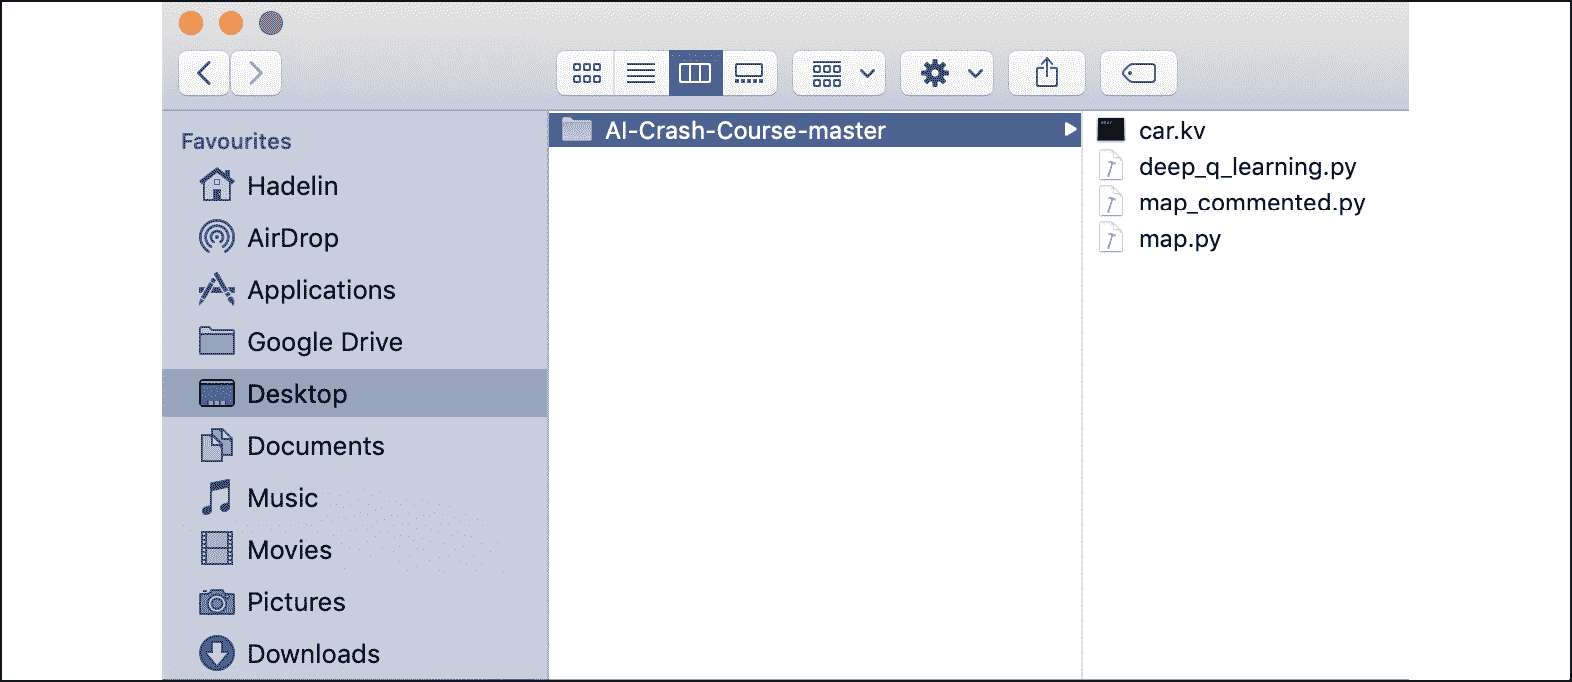 Favourites
Hadelin
AirDrop
Applications
Google Drive
Desktop
Documents
Music
Movies
Pictures
Downloads
AI-Crash-Course-master
car.kv
deep_q_learning.py
map_commented.py
map.py